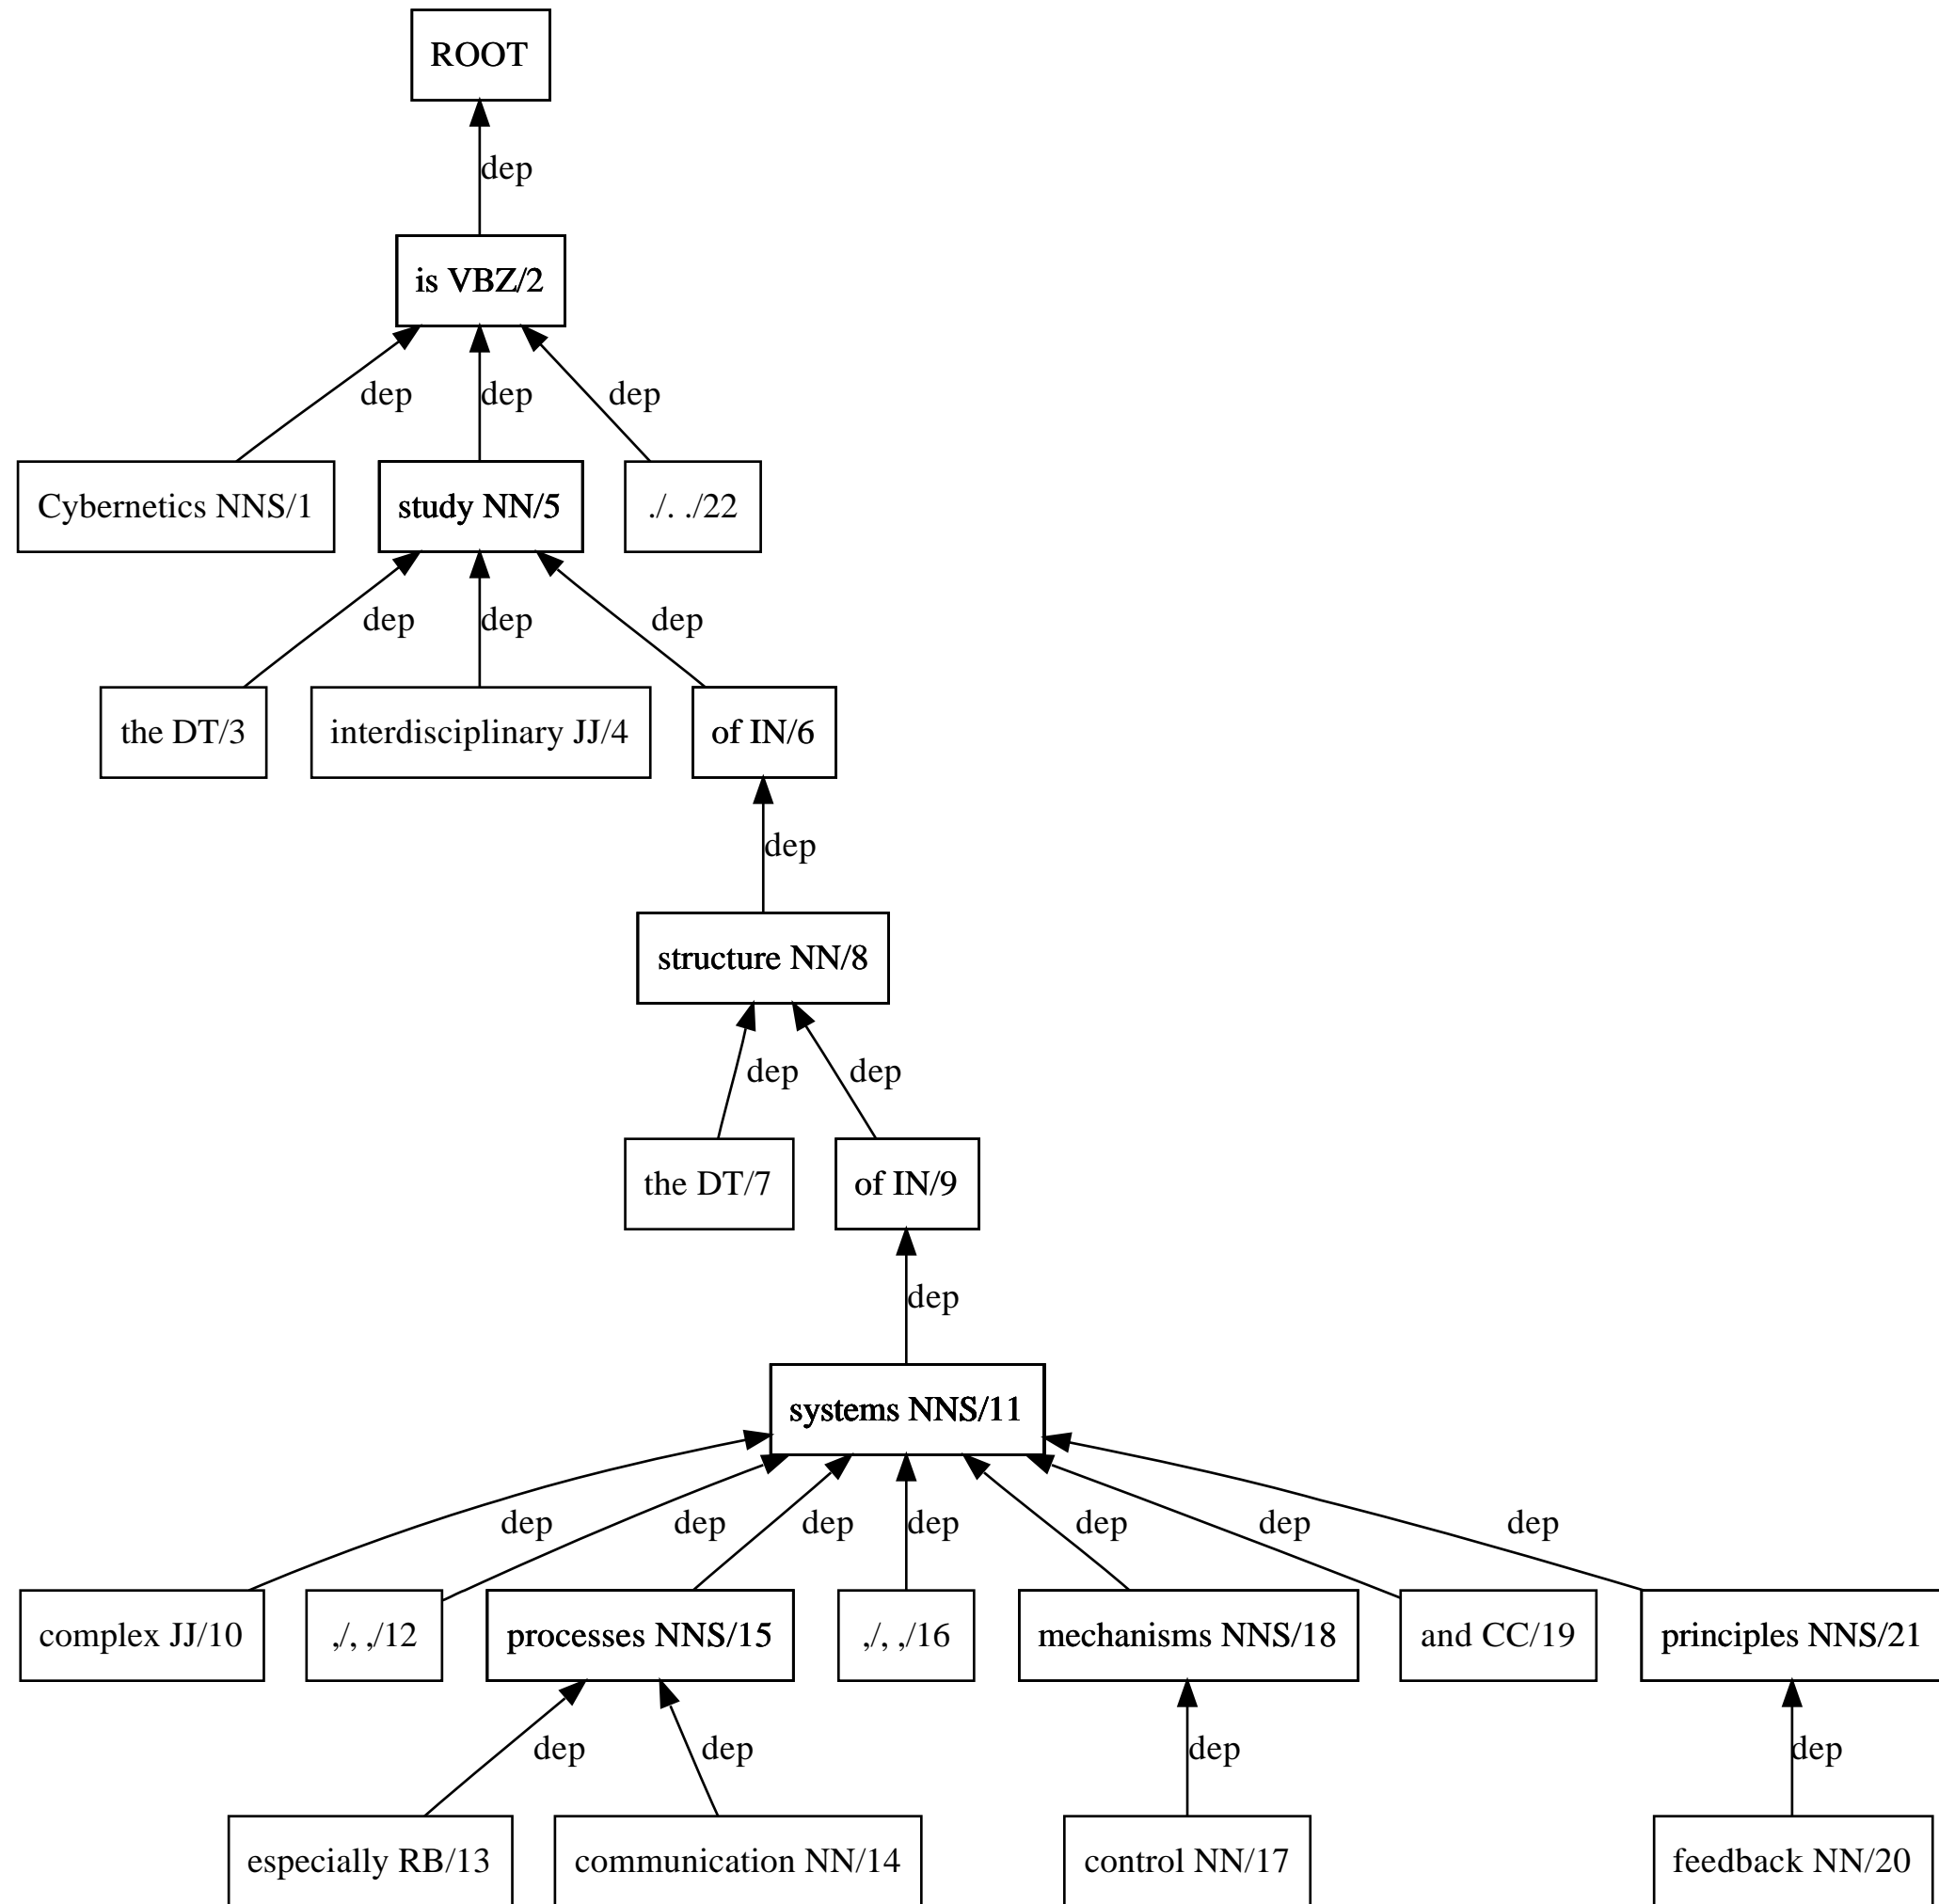 ROOT
dep
is VBZ/2
dep dep dep
Cybernetics NNS/1 study NN/5 ./. ./22
dep dep dep
the DT/3 interdisciplinary JJ/4 of IN/6
dep
structure NN/8
dep dep
the DT/7 of IN/9
dep
systems NNS/11
dep dep dep dep dep dep dep
complex JJ/10 ,/, ,/12 processes NNS/15 ,/, ,/16 mechanisms NNS/18 and CC/19 principles NNS/21
dep dep dep dep
especially RB/13 communication NN/14 control NN/17 feedback NN/20